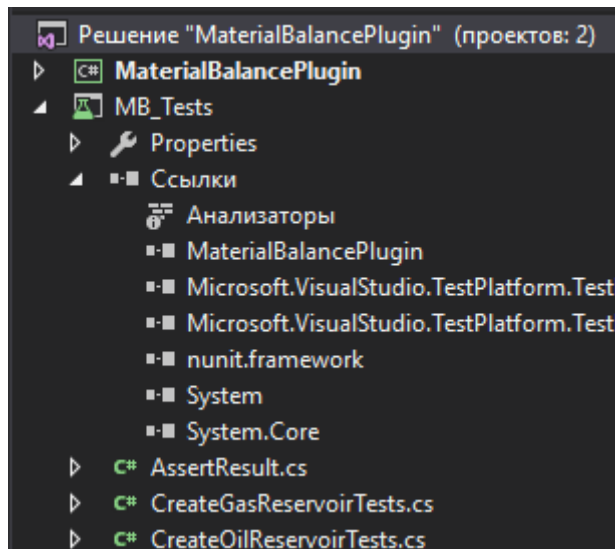 Решение "MaterialBalancePlugin" (проектов: 2)
C# MaterialBalancePlugin
MB_Tests
Properties
Ссылки
Анализаторы
MaterialBalancePlugin
Microsoft.VisualStudio.TestPlatform.Test
Microsoft.VisualStudio.TestPlatform.Test
nunit.framework
System
System.Core
C# AssertResult.cs
C# CreateGasReservoirTests.cs
C# CreateOilReservoirTests.cs